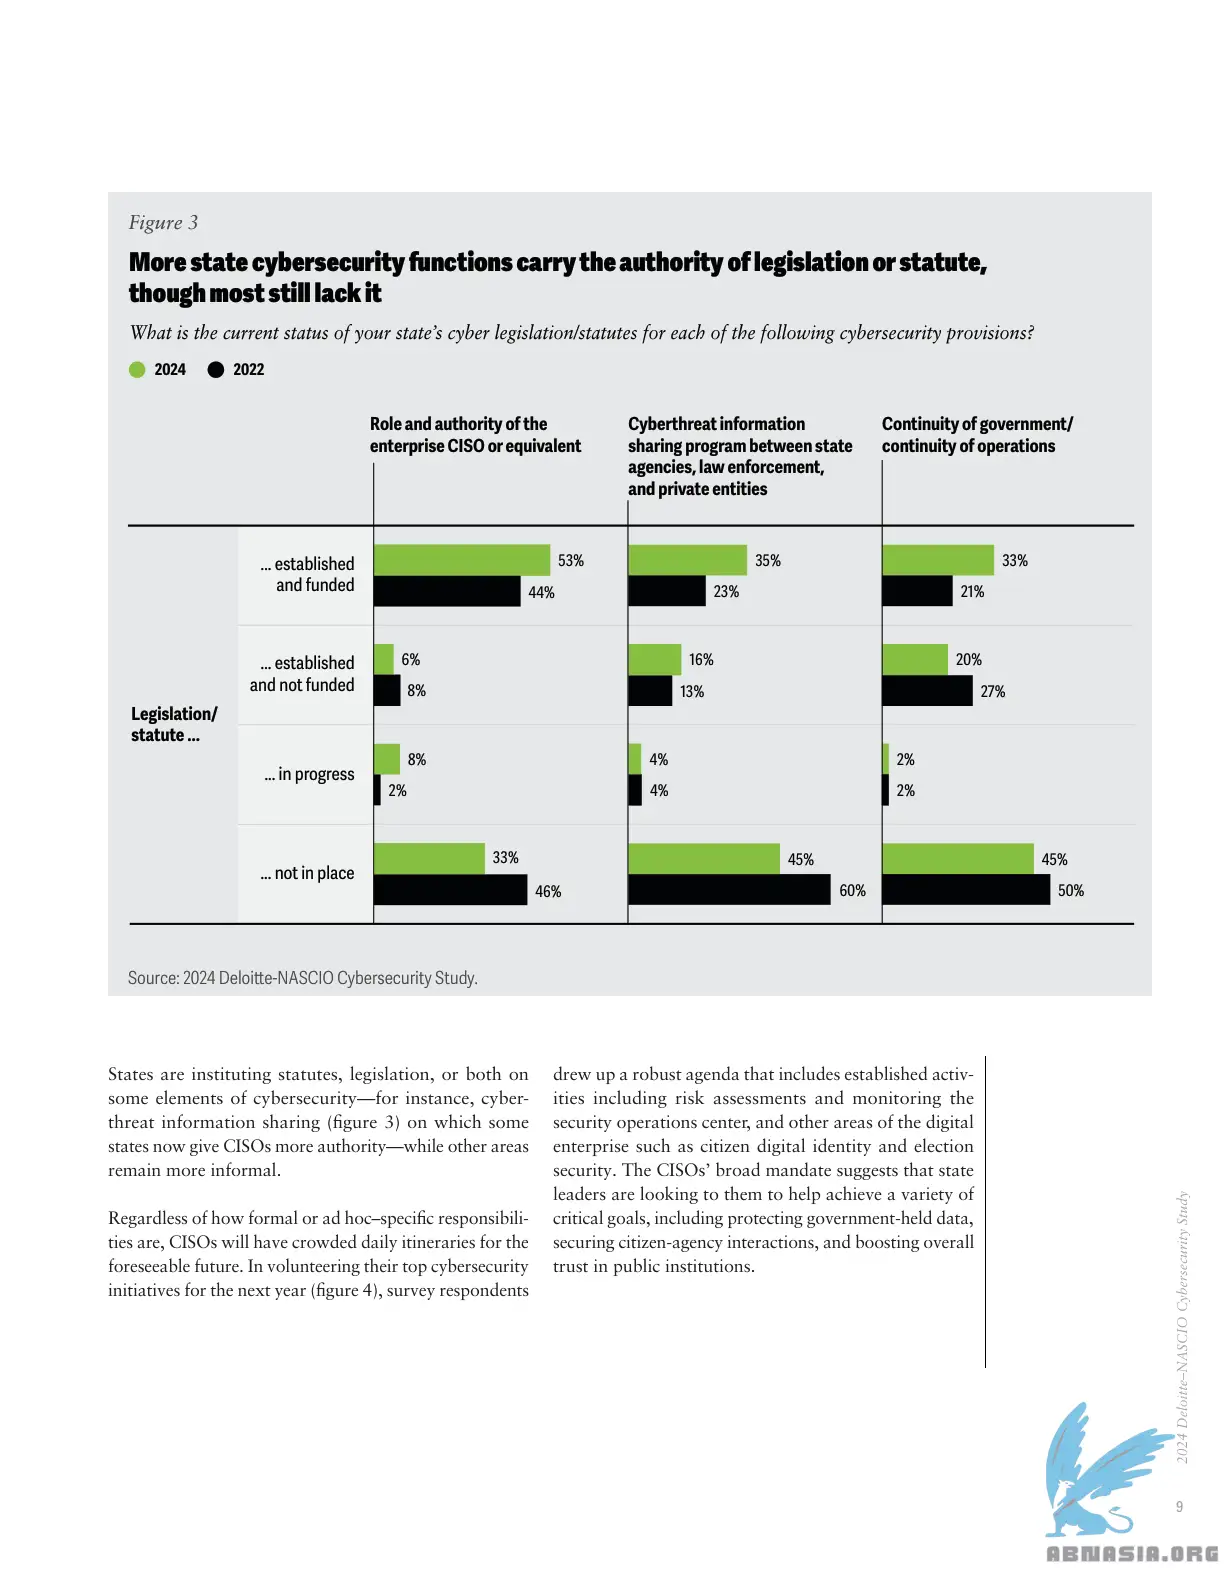 Figure 3
More state cybersecurity functions carry the authority of legislation or statute,
though most still lack it
What is the current status of your state's cyber legislation/statutes for each of the following cybersecurity provisions?
2024 2022
Role and authority of the
enterprise CISO or equivalent
Cyberthreat information
sharing program between state
agencies, law enforcement,
and private entities
Continuity of government/
continuity of operations
Legislation/
statute ...
... established
and funded
53%
44%
35%
23%
33%
21%
... established
and not funded
6%
8%
16%
13%
20%
27%
... in progress
8%
2%
4%
4%
2%
2%
... not in place
33%
46%
45%
60%
45%
50%
Source: 2024 Deloitte-NASCIO Cybersecurity Study.
States are instituting statutes, legislation, or both on
some elements of cybersecurity—for instance, cyber-
threat information sharing (figure 3) on which some
states now give CISOs more authority—while other areas
remain more informal.
Regardless of how formal or ad hoc–specific responsibili-
ties are, CISOs will have crowded daily itineraries for the
foreseeable future. In volunteering their top cybersecurity
initiatives for the next year (figure 4), survey respondents
drew up a robust agenda that includes established activ-
ities including risk assessments and monitoring the
security operations center, and other areas of the digital
enterprise such as citizen digital identity and election
security. The CISOs' broad mandate suggests that state
leaders are looking to them to help achieve a variety of
critical goals, including protecting government-held data,
securing citizen-agency interactions, and boosting overall
trust in public institutions.
2024 Deloitte–NASCIO Cybersecurity Study
9
ABNASIA.ORG